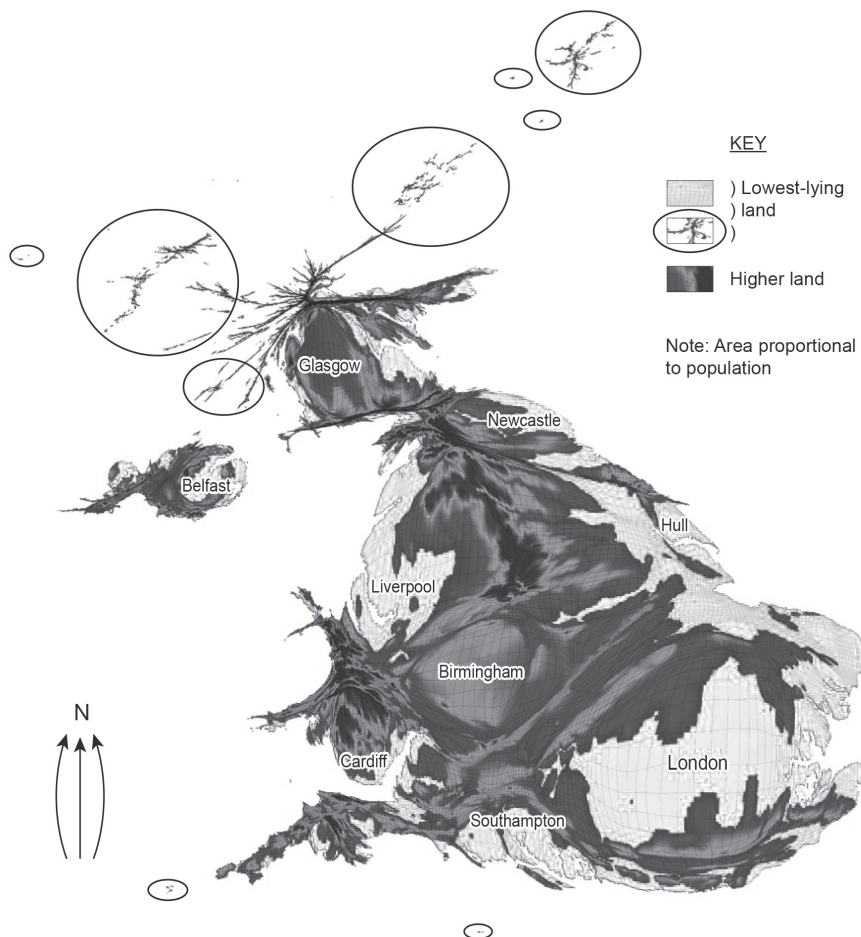 KEY
) Lowest-lying
) land
)
Higher land
Note: Area proportional
to population
Glasgow
Newcastle
Belfast
Hull
Liverpool
Birmingham
N
Cardiff
London
Southampton